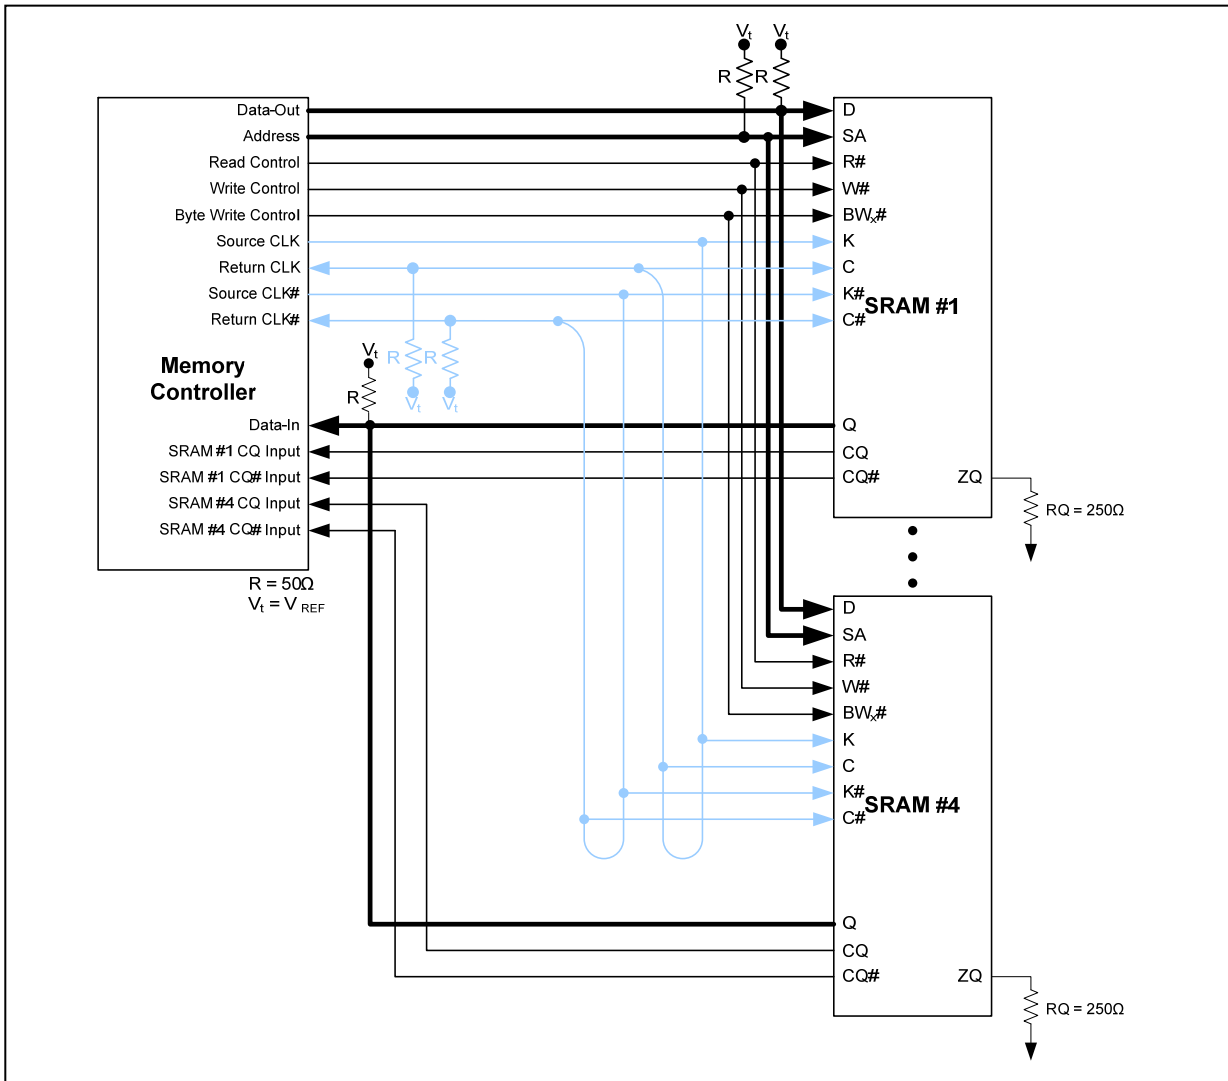 Vt Vt
R R
Data-Out
Address
Read Control
Write Control
Byte Write Control
Source CLK
Return CLK
Source CLK#
Return CLK#
Memory
Controller
Data-In
SRAM #1 CQ Input
SRAM #1 CQ# Input
SRAM #4 CQ Input
SRAM #4 CQ# Input
R = 50Ω
Vt = V REF
Vt
R
R R
Vt Vt
D
SA
R#
W#
BWx#
K
C
K#
SRAM #1
C#
Q
CQ
CQ# ZQ
RQ = 250Ω
D
SA
R#
W#
BWx#
K
C
K#
SRAM #4
C#
Q
CQ
CQ# ZQ
RQ = 250Ω